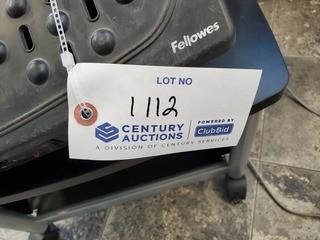 Fellowes
LOT NO
1112
CENTURY AUCTIONS
POWERED BY ClubBid
A DIVISION OF CENTURY SERVICES